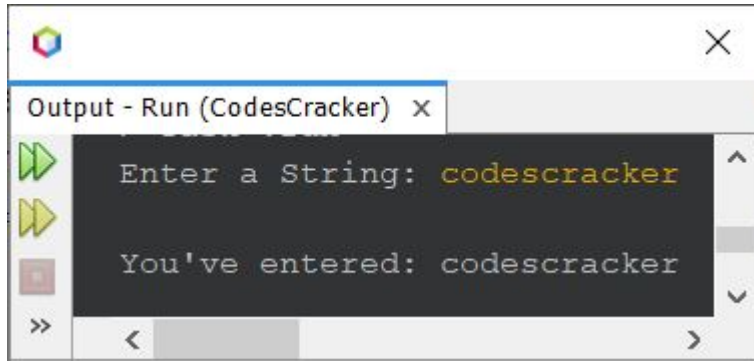 Output - Run (CodesCracker) x
Enter a String: codescracker
You've entered: codescracker